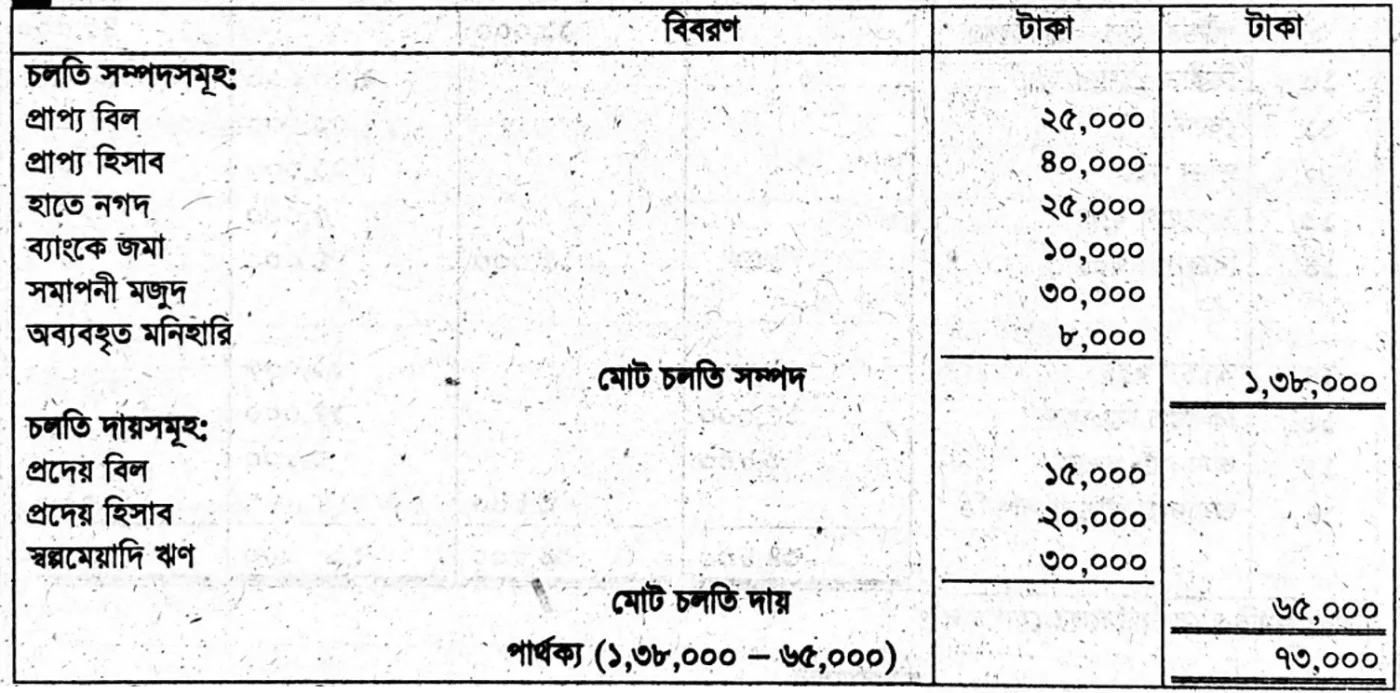 বিবরণ টাকা টাকা
চলতি সম্পদসমূহ:
প্রাপ্য বিল ২৫,০০০
প্রাপ্য হিসাব ৪০,০০০
হাতে নগদ ২৫,০০০
ব্যাংকে জমা ১০,০০০
সমাপনী মজুদ ৩০,০০০
অব্যবহৃত মনিহারি ৮,০০০
মোট চলতি সম্পদ ১,৩৮,০০০
চলতি দায়সমূহ:
প্রদেয় বিল ১৫,০০০
প্রদেয় হিসাব ২০,০০০
স্বল্পমেয়াদি ঋণ ৩০,০০০
মোট চলতি দায় ৬৫,০০০
পার্থক্য (১,৩৮,০০০ – ৬৫,০০০) ৭৩,০০০